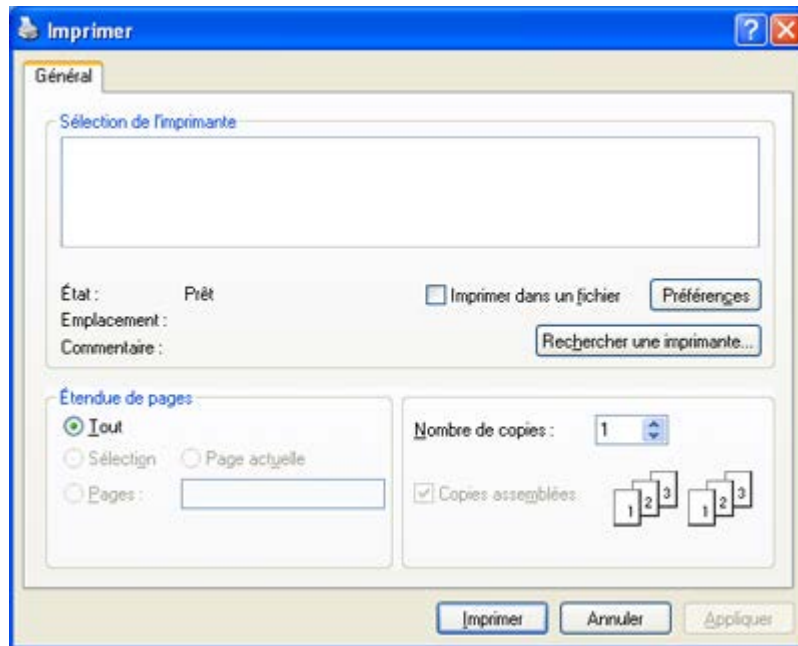 Imprimer
Général
Sélection de l'imprimante
État : Prêt
Imprimer dans un fichier
Préférences
Emplacement :
Commentaire :
Rechercher une imprimante...
Étendue de pages
Tout
Sélection Page actuelle
Pages :
Nombre de copies : 1
Copies assemblées
1 2 3 1 2 3
Imprimer Annuler Appliquer